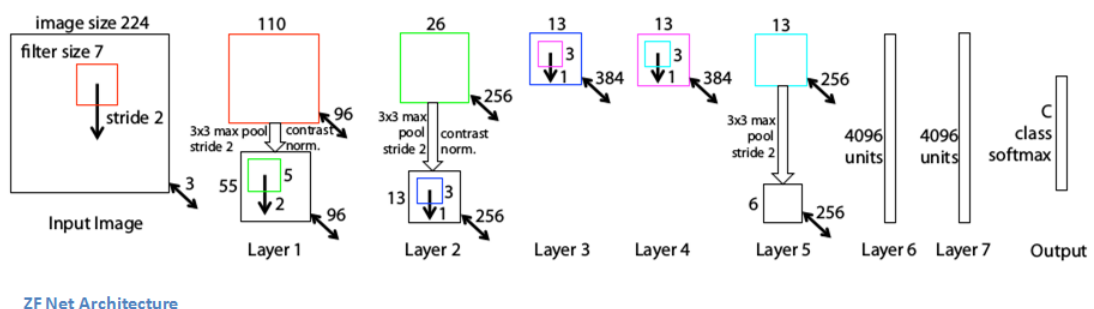 image size 224
filter size 7
stride 2
3
Input Image
110
96
3x3 max pool
stride 2
contrast
norm.
55
5
2
96
Layer 1
26
256
3x3 max
pool
stride 2
contrast
norm.
13
3
1
256
Layer 2
13
3
1
384
Layer 3
13
3
1
384
Layer 4
13
256
3x3 max
pool
stride 2
6
256
Layer 5
4096
units
Layer 6
4096
units
Layer 7
C
class
softmax
Output
ZF Net Architecture